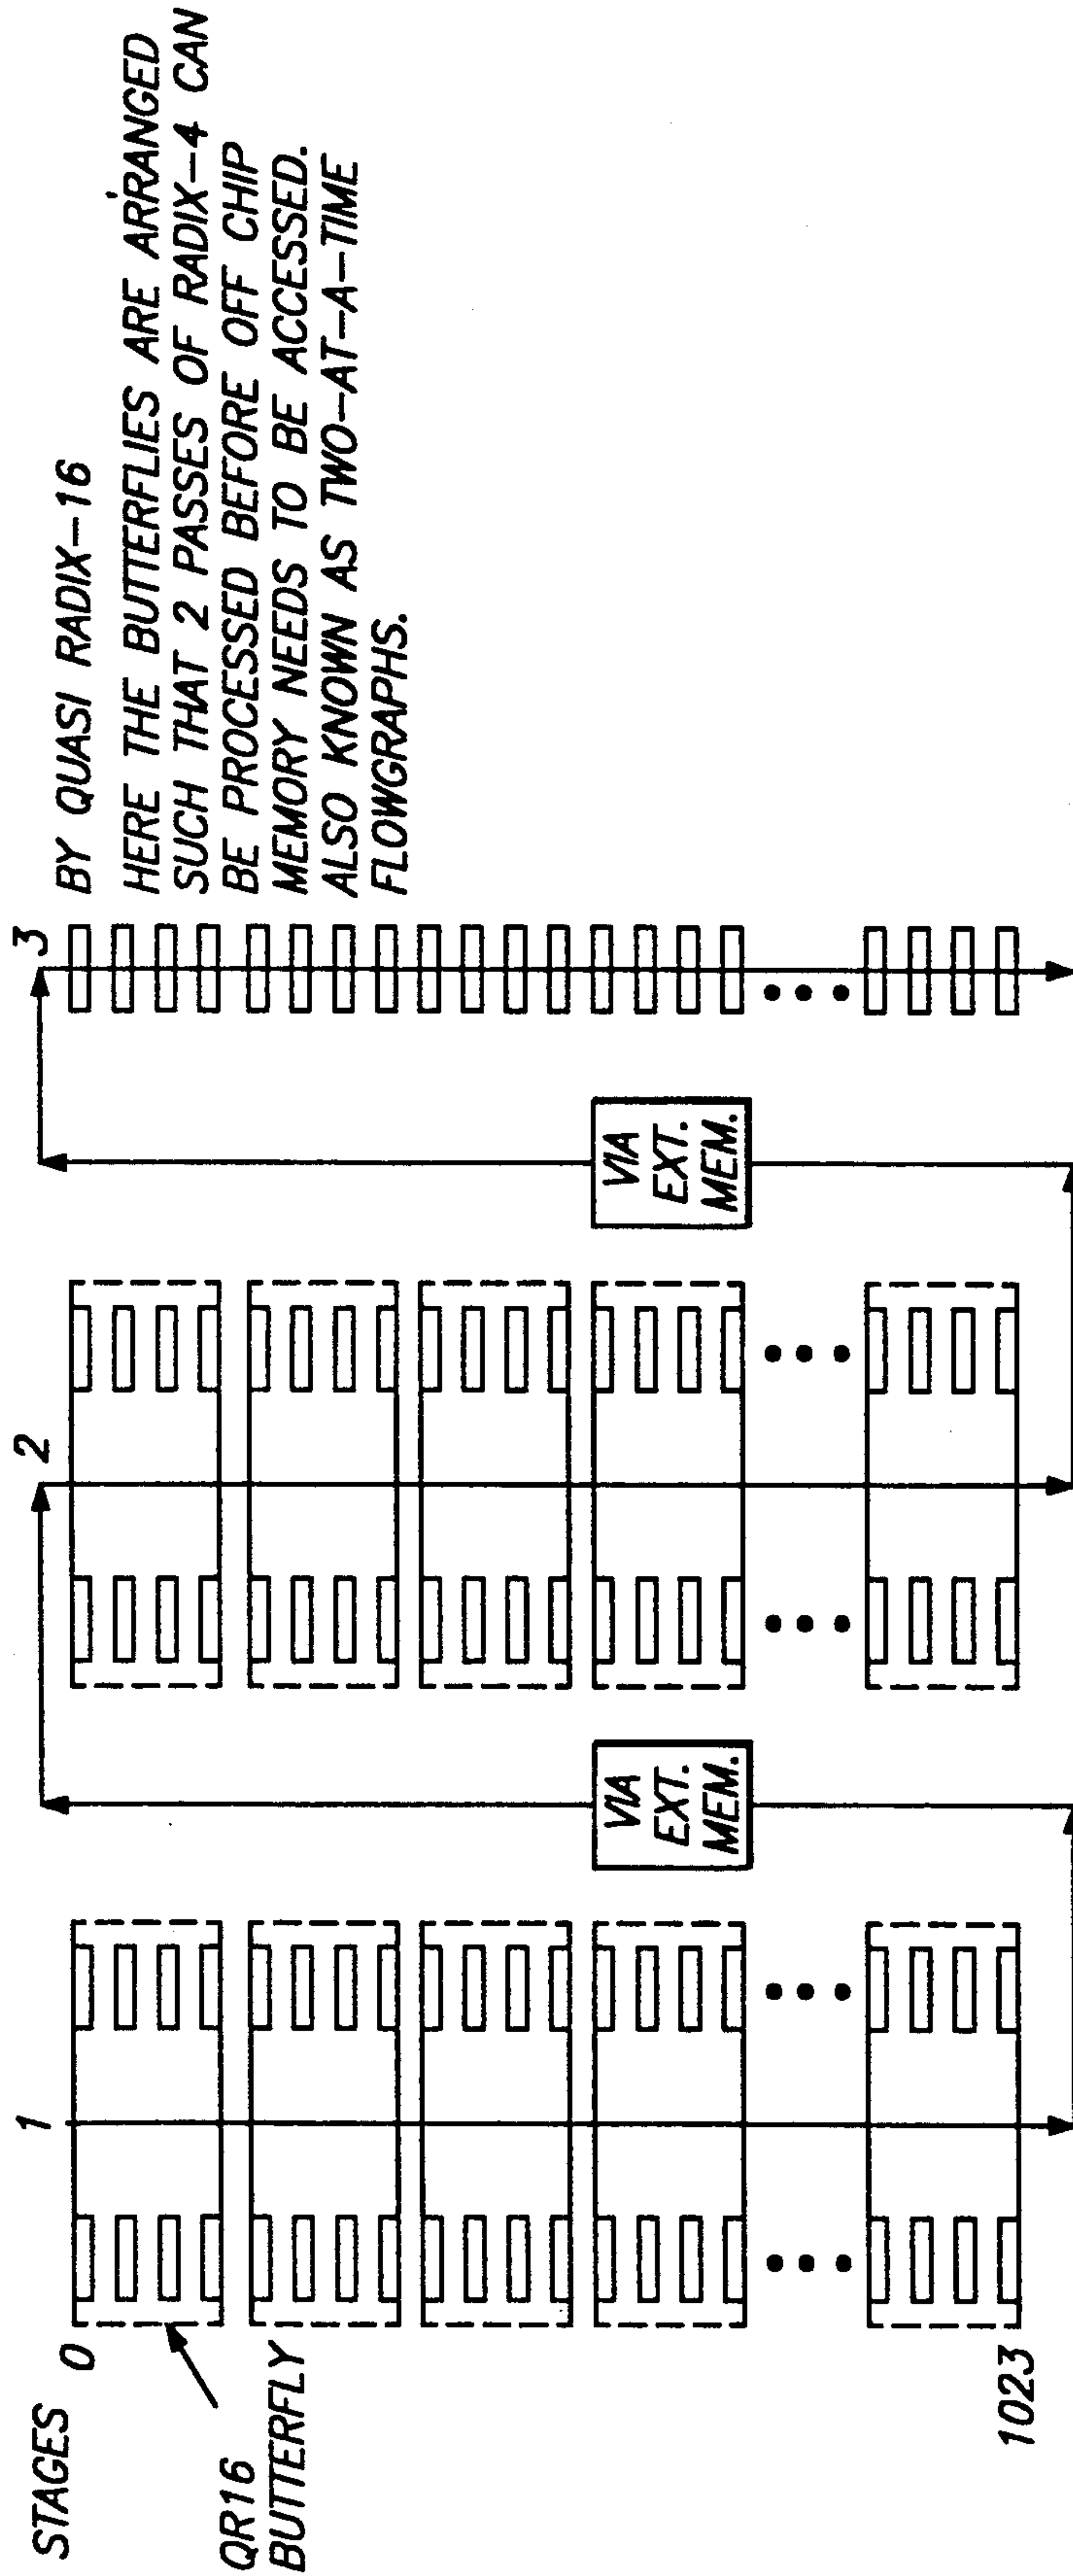 STAGES
1
2
3
0
QR16
BUTTERFLY
1023
VIA
EXT.
MEM.
VIA
EXT.
MEM.
BY QUASI RADIX-16
HERE THE BUTTERFLIES ARE ARRANGED
SUCH THAT 2 PASSES OF RADIX-4 CAN
BE PROCESSED BEFORE OFF CHIP
MEMORY NEEDS TO BE ACCESSED.
ALSO KNOWN AS TWO-AT-A-TIME
FLOWGRAPHS.